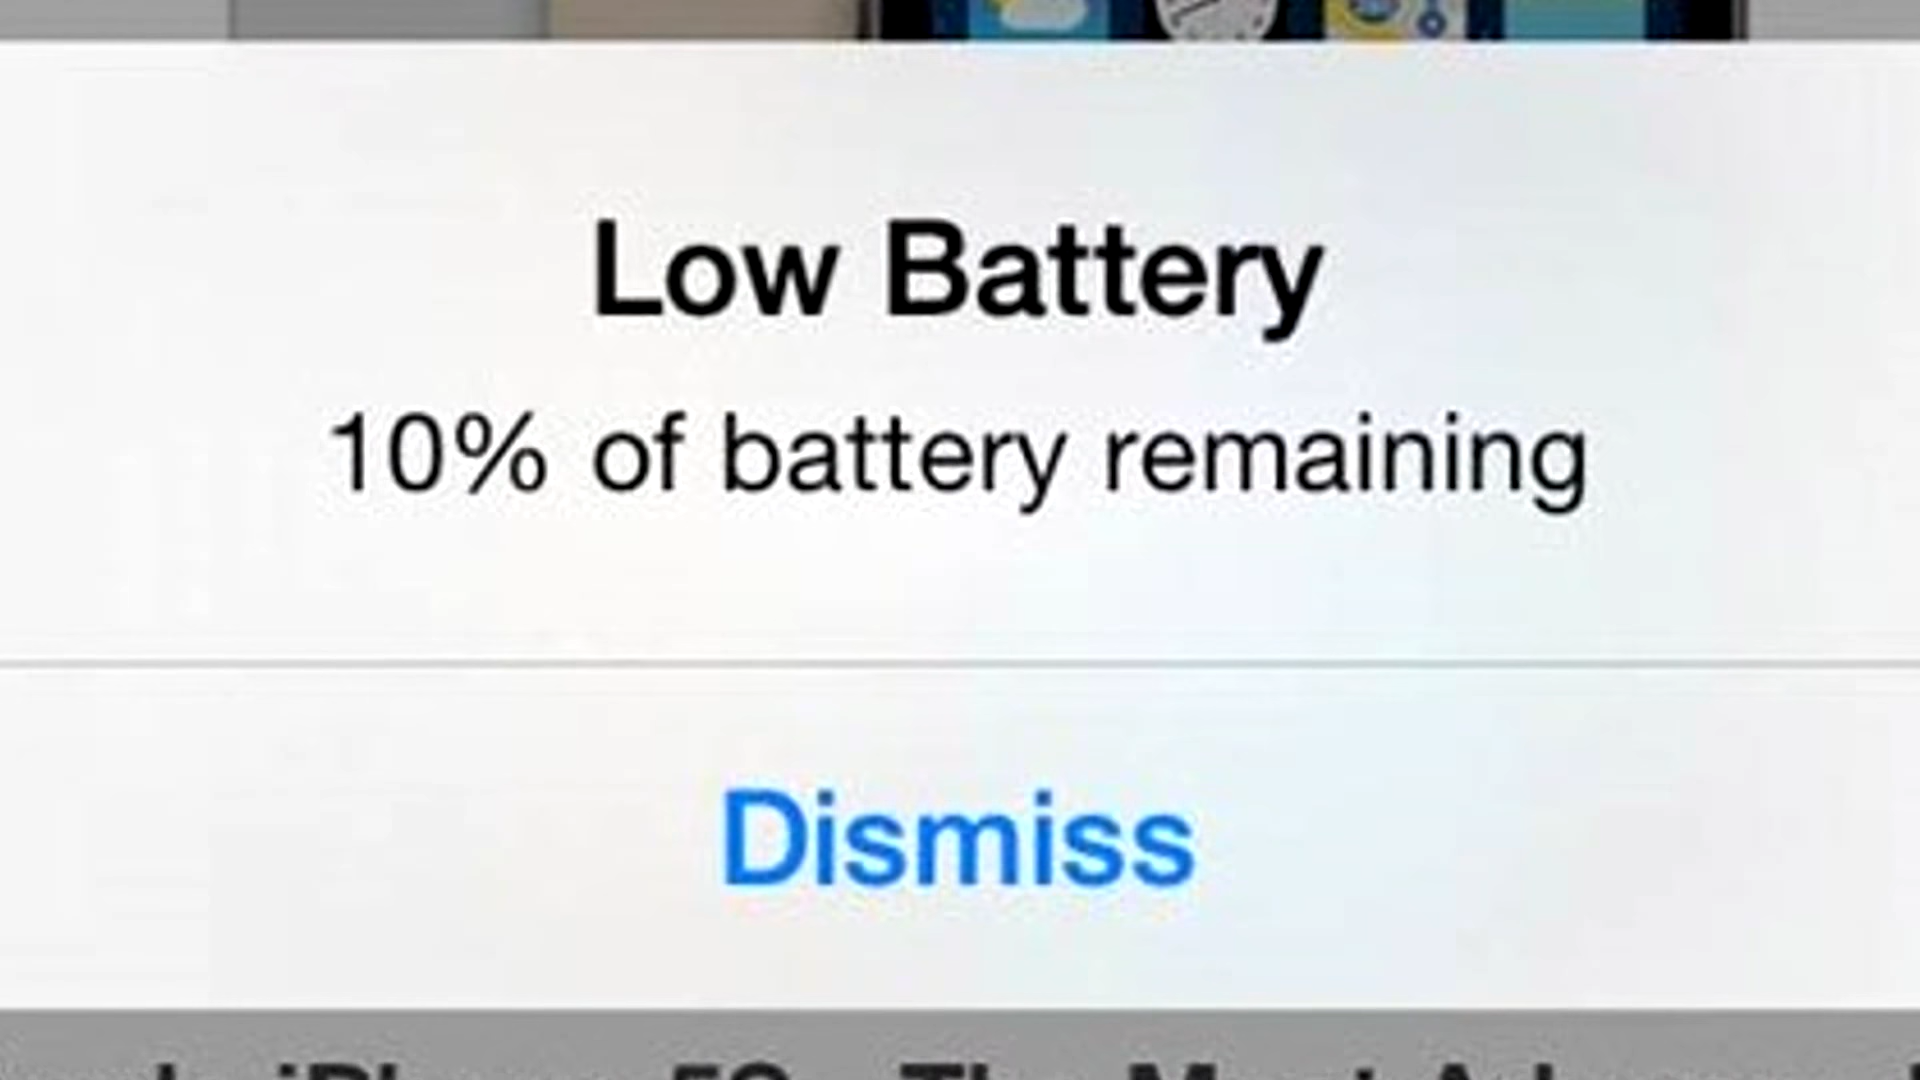 Low Battery
10% of battery remaining
Dismiss